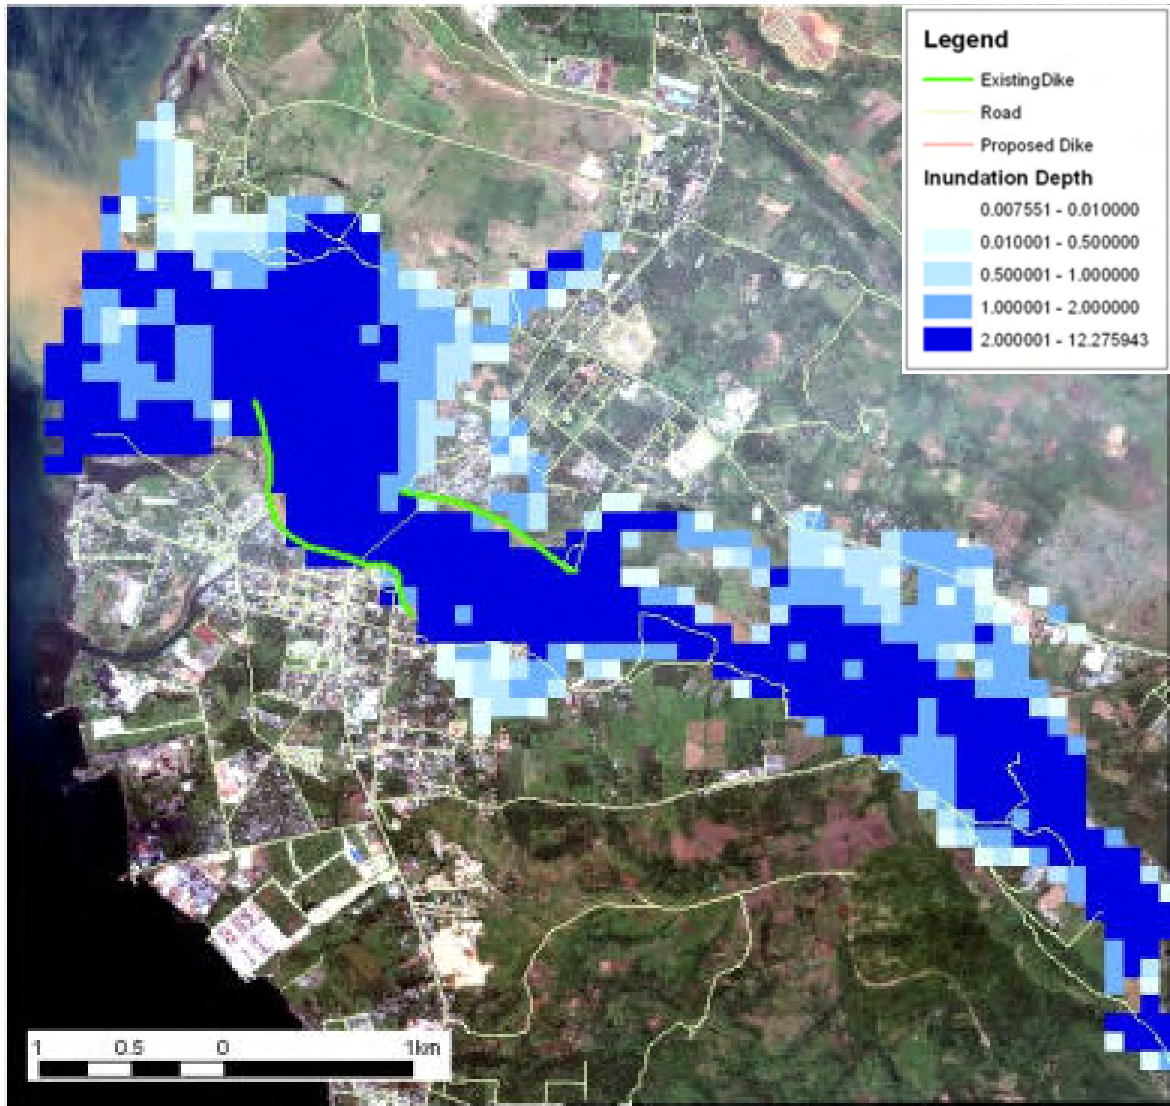 Legend
ExistingDike
Road
Proposed Dike
Inundation Depth
0.007551 - 0.010000
0.010001 - 0.500000
0.500001 - 1.000000
1.000001 - 2.000000
2.000001 - 12.275943
1 0.5 0 1km